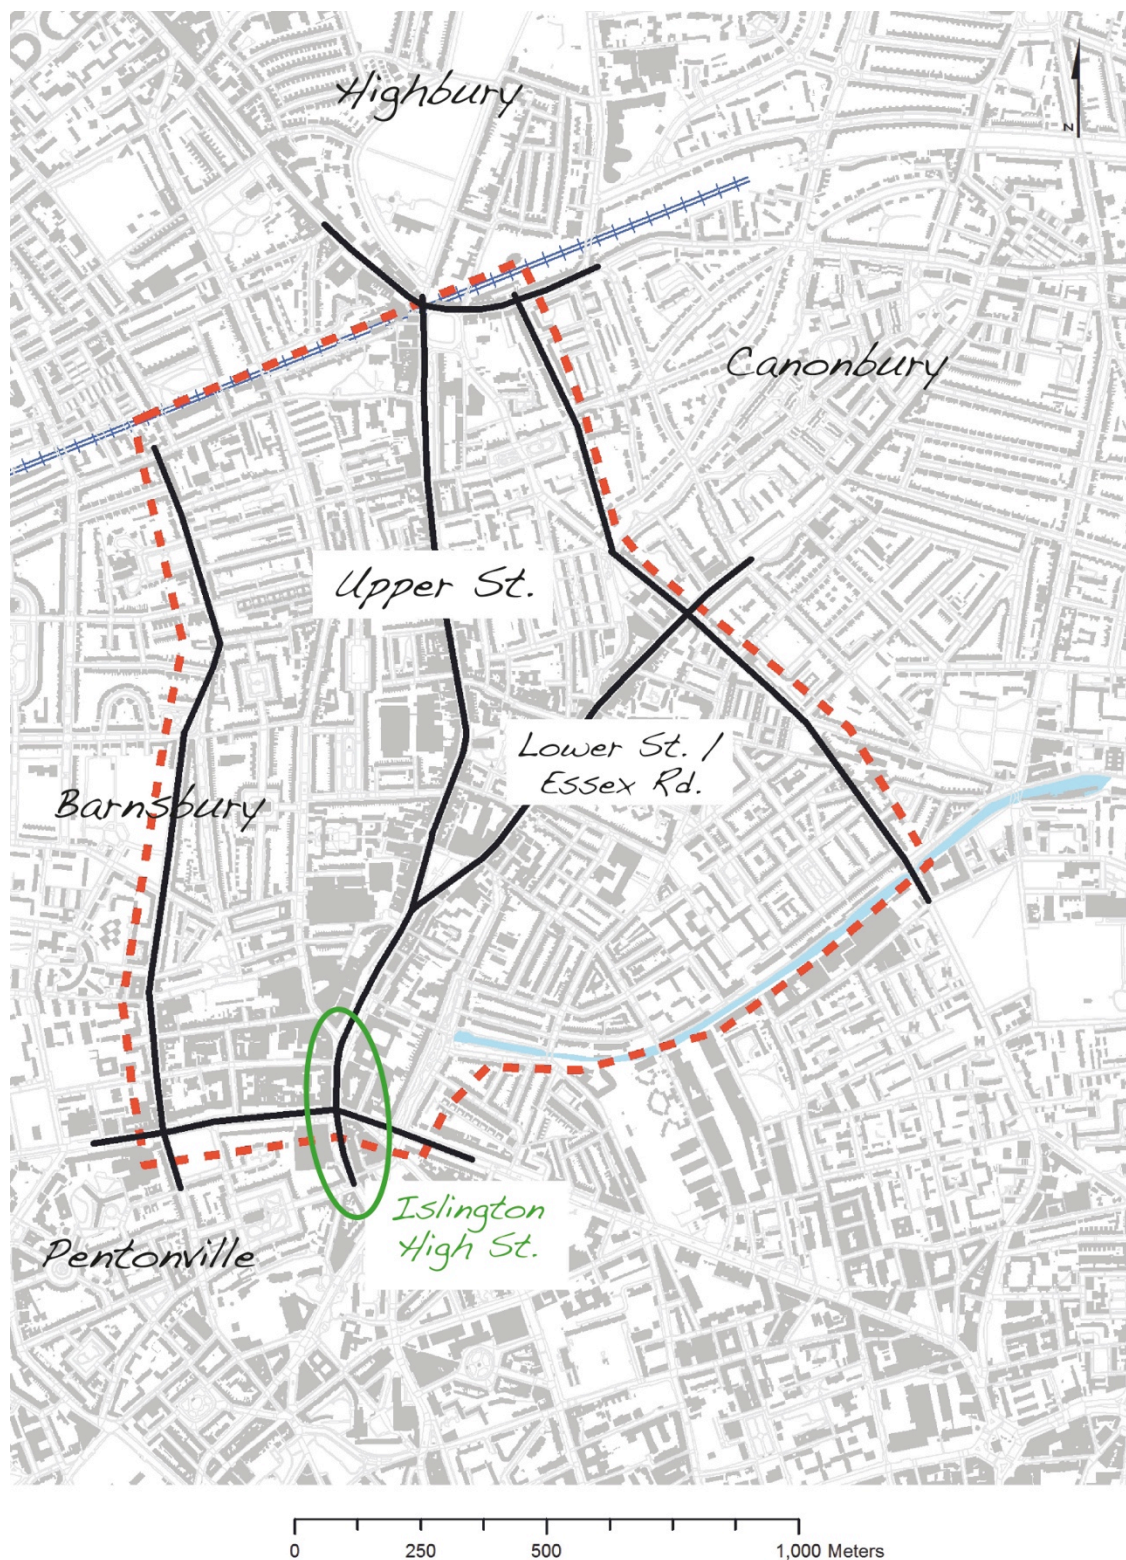 Highbury
N
Canonbury
Upper St.
Lower St. /
Essex Rd.
Barnsbury
Islington
High St.
Pentonville
0 250 500 1,000 Meters